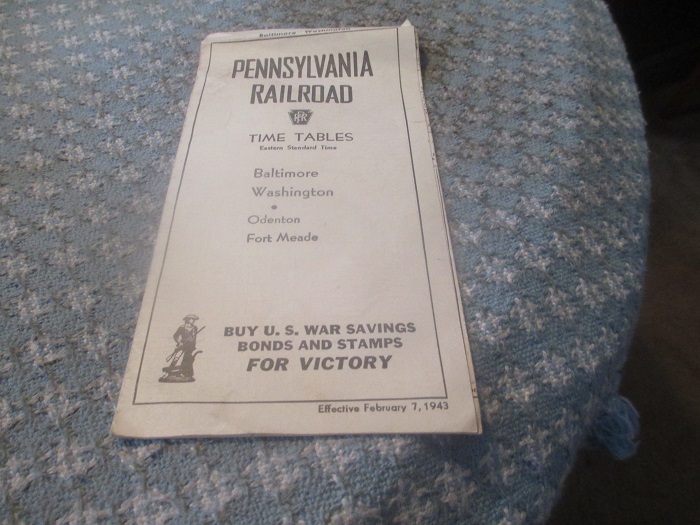 Baltimore Washington
PENNSYLVANIA
RAILROAD
PRR
TIME TABLES
Eastern Standard Time
Baltimore
Washington
•
Odenton
Fort Meade
BUY U. S. WAR SAVINGS
BONDS AND STAMPS
FOR VICTORY
Effective February 7, 1943